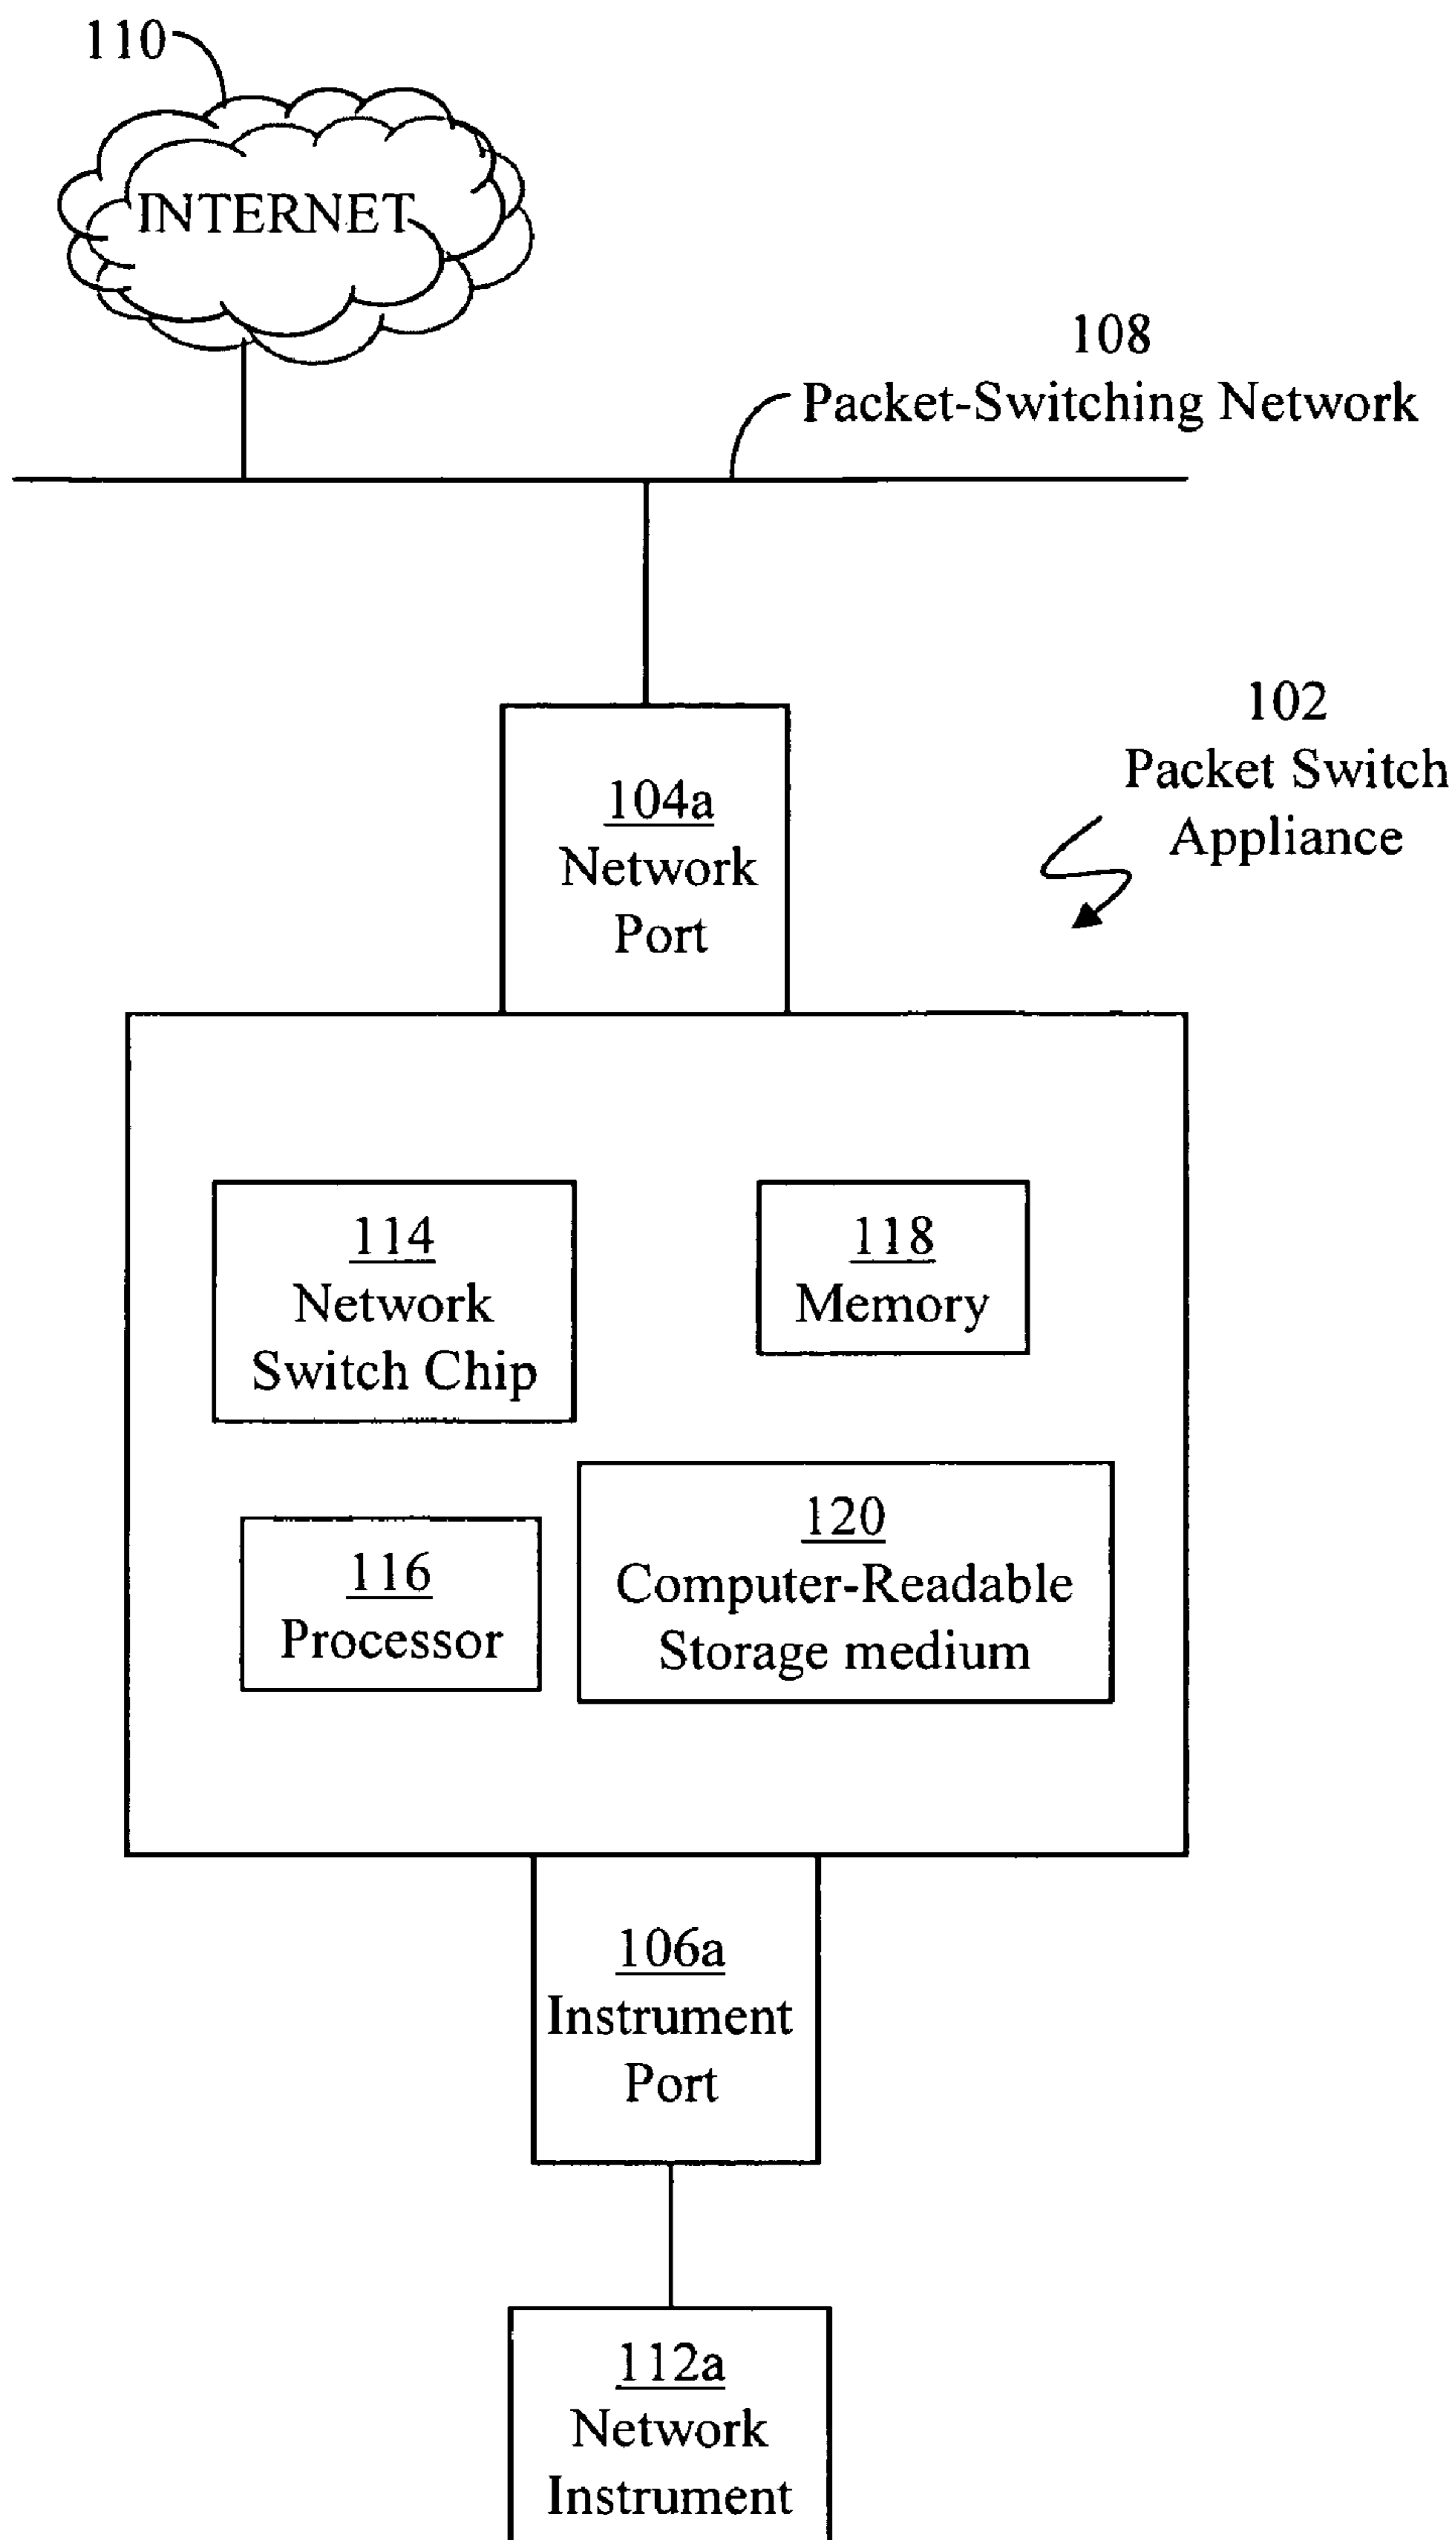 110
INTERNET
108
Packet-Switching Network
102
Packet Switch
Appliance
104a
Network
Port
114
Network
Switch Chip
118
Memory
116
Processor
120
Computer-Readable
Storage medium
106a
Instrument
Port
112a
Network
Instrument